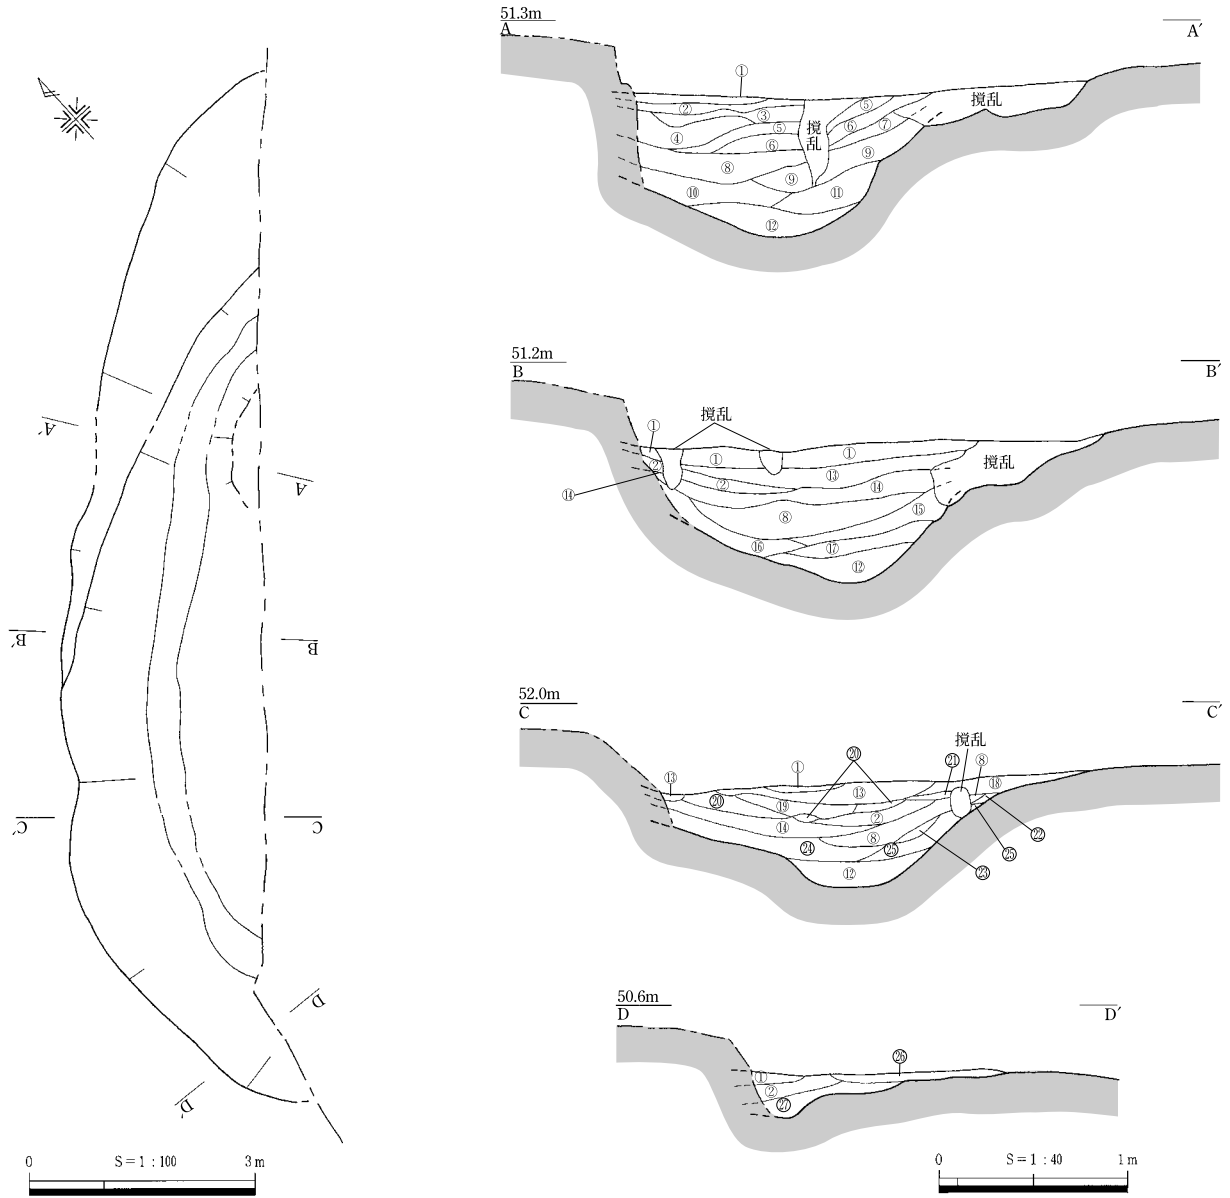 A′
A
B′
B
C′
C
D
D′
0 S＝1：100 3 m
51.3m
A A′
①
撹乱
② ③ ⑤
④ ⑤ 撹乱 ⑥ ⑦
⑥
⑧ ⑨
⑨
⑩ ⑪
⑫
51.2m
B B′
撹乱
① ① ①
② ⑬ 撹乱
⑭ ② ⑭
⑧ ⑮
⑯ ⑰
⑫
52.0m
C C′
撹乱
⑬ ① ⑳ ㉑ ⑧
⑳ ⑲ ⑬ ⑱
⑭ ② ㉒
㉔ ⑧ ㉕ ㉕
⑫ ㉓
50.6m
D D′
㉖
①
②
㉗
0 S＝1：40 1 m